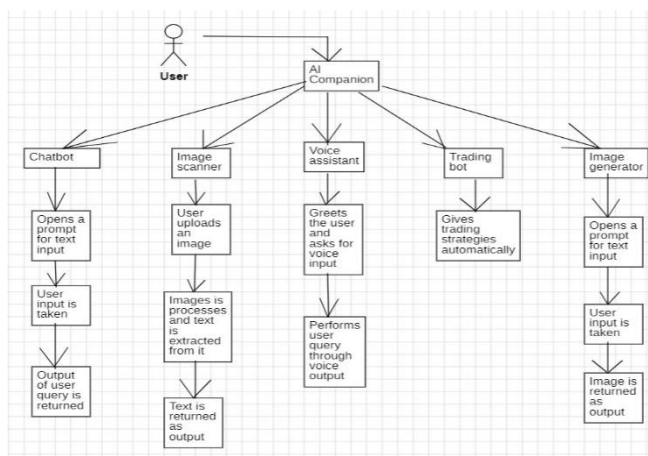 User
AI
Companion
Chatbot
Image
scanner
Voice
assistant
Trading
bot
Image
generator
Opens a
prompt
for text
input
User
uploads
an
image
Greets
the user
and
asks for
voice
input
Gives
trading
strategies
automatically
Opens a
prompt
for text
input
User
input is
taken
Images is
processes
and text
is
extracted
from it
Performs
user
query
through
voice
output
User
input is
taken
Output
of user
query is
returned
Text is
returned
as
output
Image is
returned
as
output